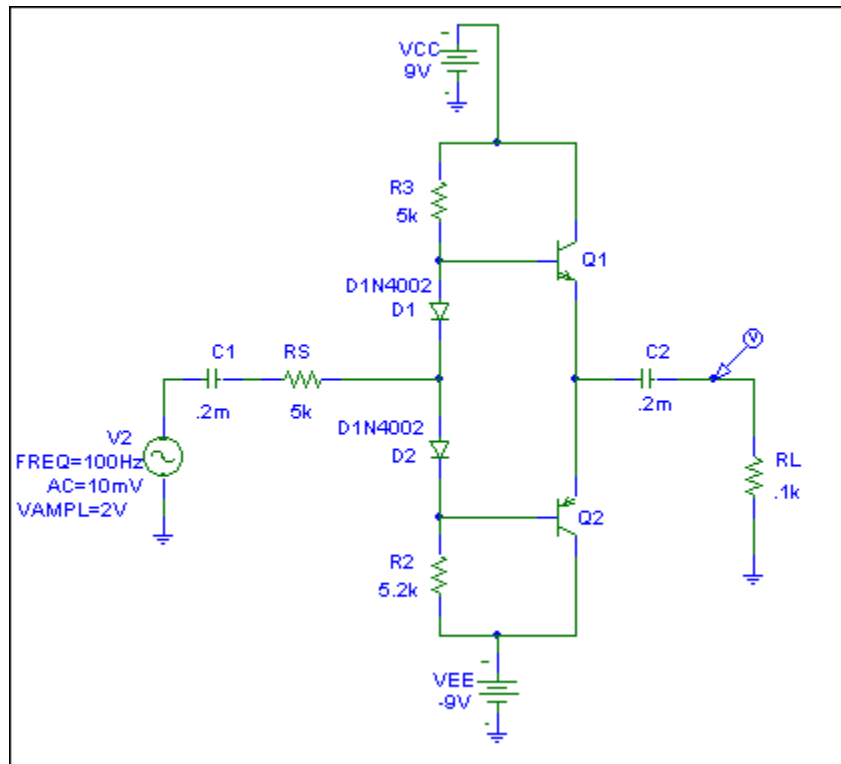 VCC
9V
R3
5k
Q1
D1N4002
D1
C1
RS
C2
V
.2m
5k
.2m
D1N4002
D2
V2
FREQ=100Hz
AC=10mV
VAMPL=2V
RL
.1k
Q2
R2
5.2k
VEE
-9V